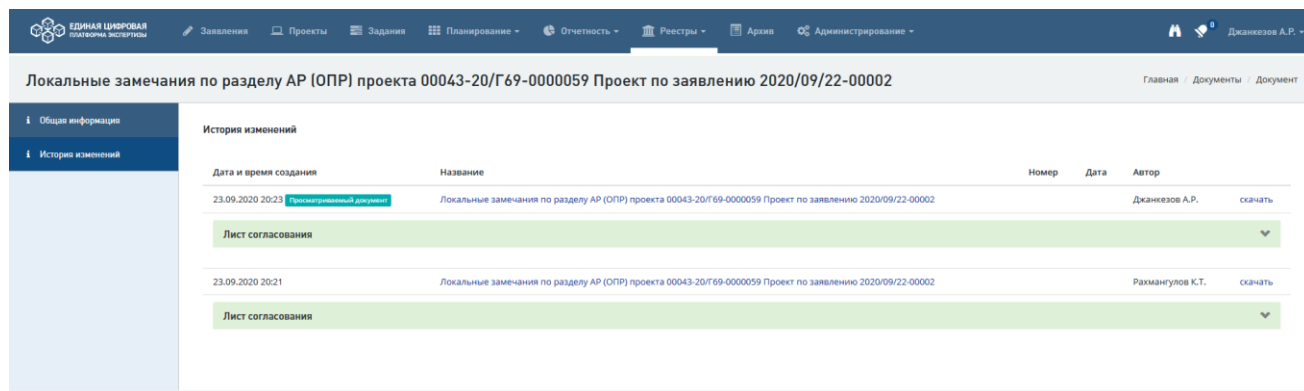 ЕДИНАЯ ЦИФРОВАЯ
ПЛАТФОРМА ЭКСПЕРТИЗЫ
Заявления Проекты Задания Планирование Отчетность Реестры Архив Администрирование 0 Джанкезов А.Р.
Локальные замечания по разделу АР (ОПР) проекта 00043-20/Г69-0000059 Проект по заявлению 2020/09/22-00002
Главная / Документы / Документ
Общая информация
История изменений
История изменений
Дата и время создания Название Номер Дата Автор
23.09.2020 20:23 Просматриваемый документ Локальные замечания по разделу АР (ОПР) проекта 00043-20/Г69-0000059 Проект по заявлению 2020/09/22-00002 Джанкезов А.Р. скачать
Лист согласования
23.09.2020 20:21 Локальные замечания по разделу АР (ОПР) проекта 00043-20/Г69-0000059 Проект по заявлению 2020/09/22-00002 Рахмангулов К.Т. скачать
Лист согласования